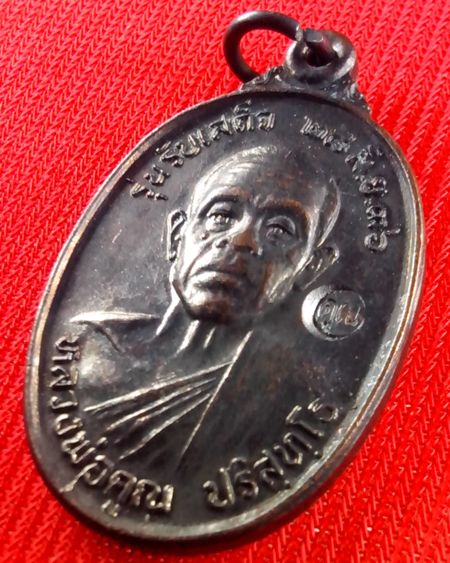 รุ่น รับเสด็จ ๒๘ มี.ย.๓๖
คูณ
หลวงพ่อคูณ ปริสุทฺโธ